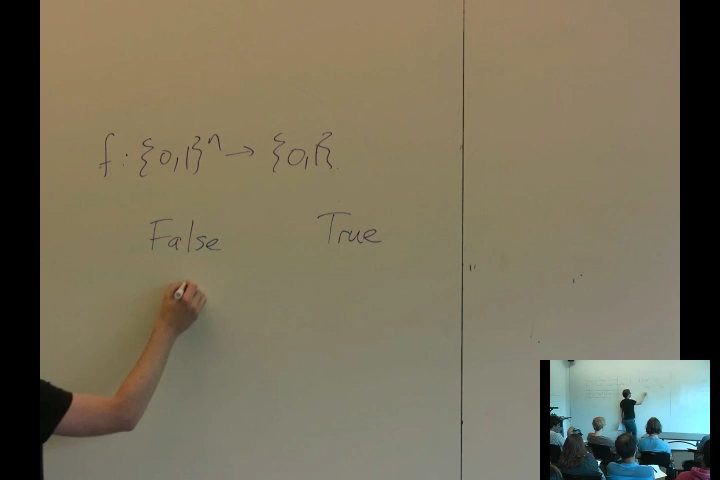 f : {0,1}ⁿ → {0,1}.
False True